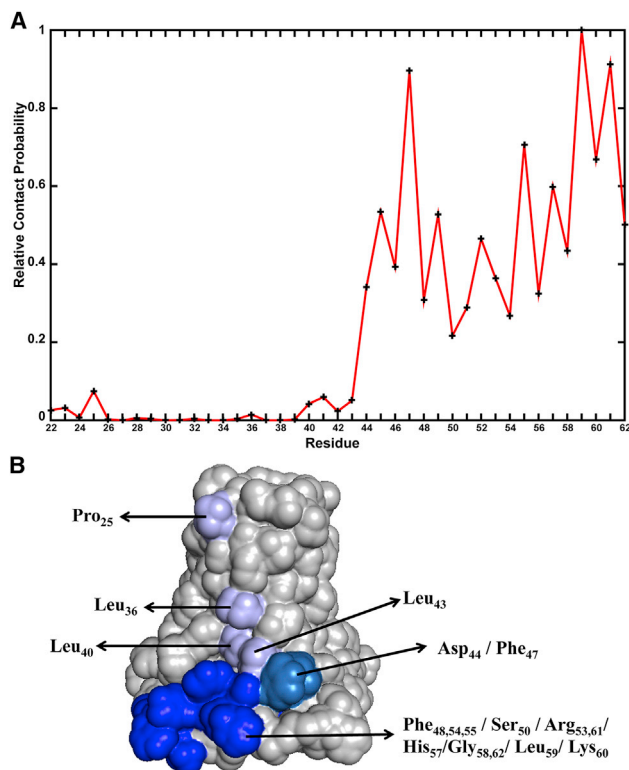 A
1
0.8
0.6
0.4
0.2
0
Relative Contact Probability
22 24 26 28 30 32 34 36 38 40 42 44 46 48 50 52 54 56 58 60 62
Residue
B
Pro25
Leu36
Leu43
Leu40
Asp44 / Phe47
Phe48,54,55 / Ser50 / Arg53,61/
His57/Gly58,62/ Leu59/ Lys60